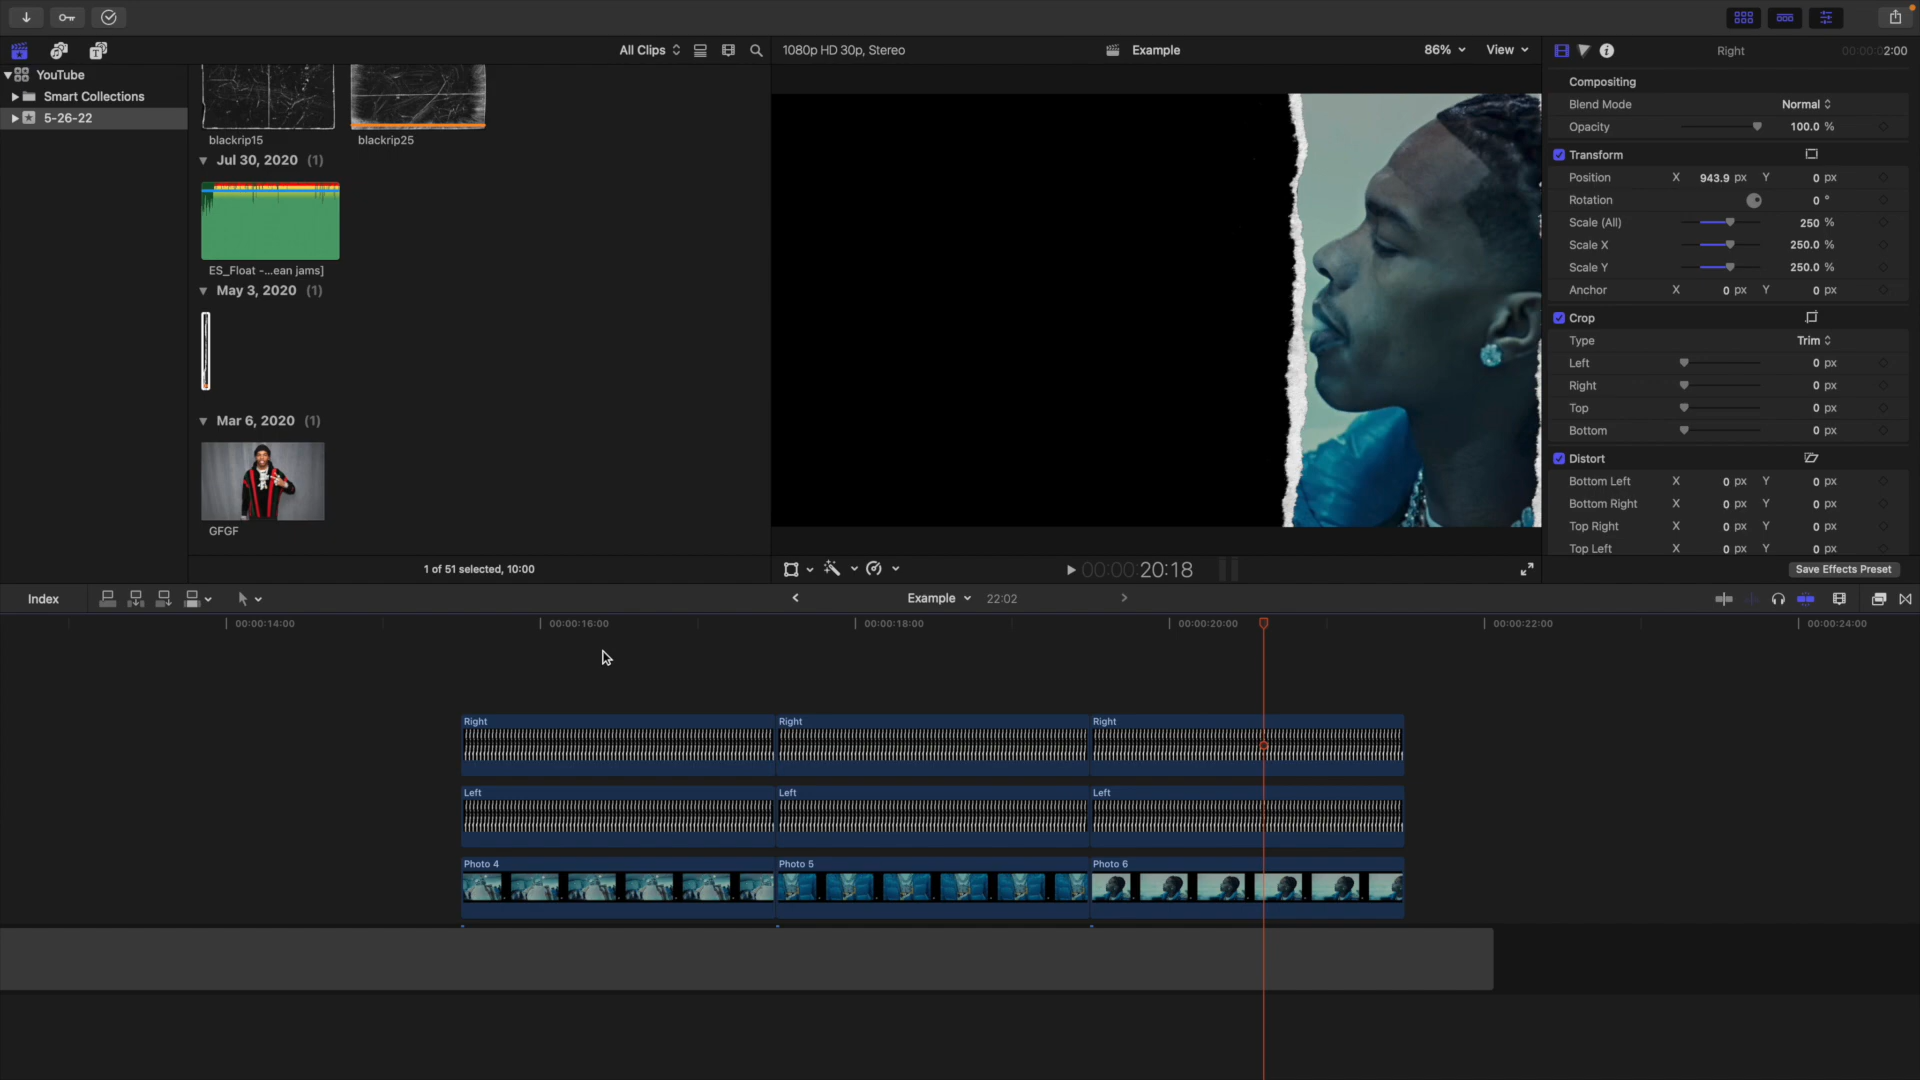 All Clips
1080p HD 30p, Stereo
Example
86%
View
Right
00:00:02:00
YouTube
Smart Collections
5-26-22
blackrip15
blackrip25
Jul 30, 2020 (1)
ES_Float -...ean jams]
May 3, 2020 (1)
Mar 6, 2020 (1)
GFGF
1 of 51 selected, 10:00
00:00:20:18
Compositing
Blend Mode Normal
Opacity 100.0 %
Transform
Position X 943.9 px Y 0 px
Rotation 0 °
Scale (All) 250 %
Scale X 250.0 %
Scale Y 250.0 %
Anchor X 0 px Y 0 px
Crop
Type Trim
Left 0 px
Right 0 px
Top 0 px
Bottom 0 px
Distort
Bottom Left X 0 px Y 0 px
Bottom Right X 0 px Y 0 px
Top Right X 0 px Y 0 px
Top Left X 0 px Y 0 px
Save Effects Preset
Index
Example 22:02
00:00:14:00 00:00:16:00 00:00:18:00 00:00:20:00 00:00:22:00 00:00:24:00
Right Right Right
Left Left Left
Photo 4 Photo 5 Photo 6